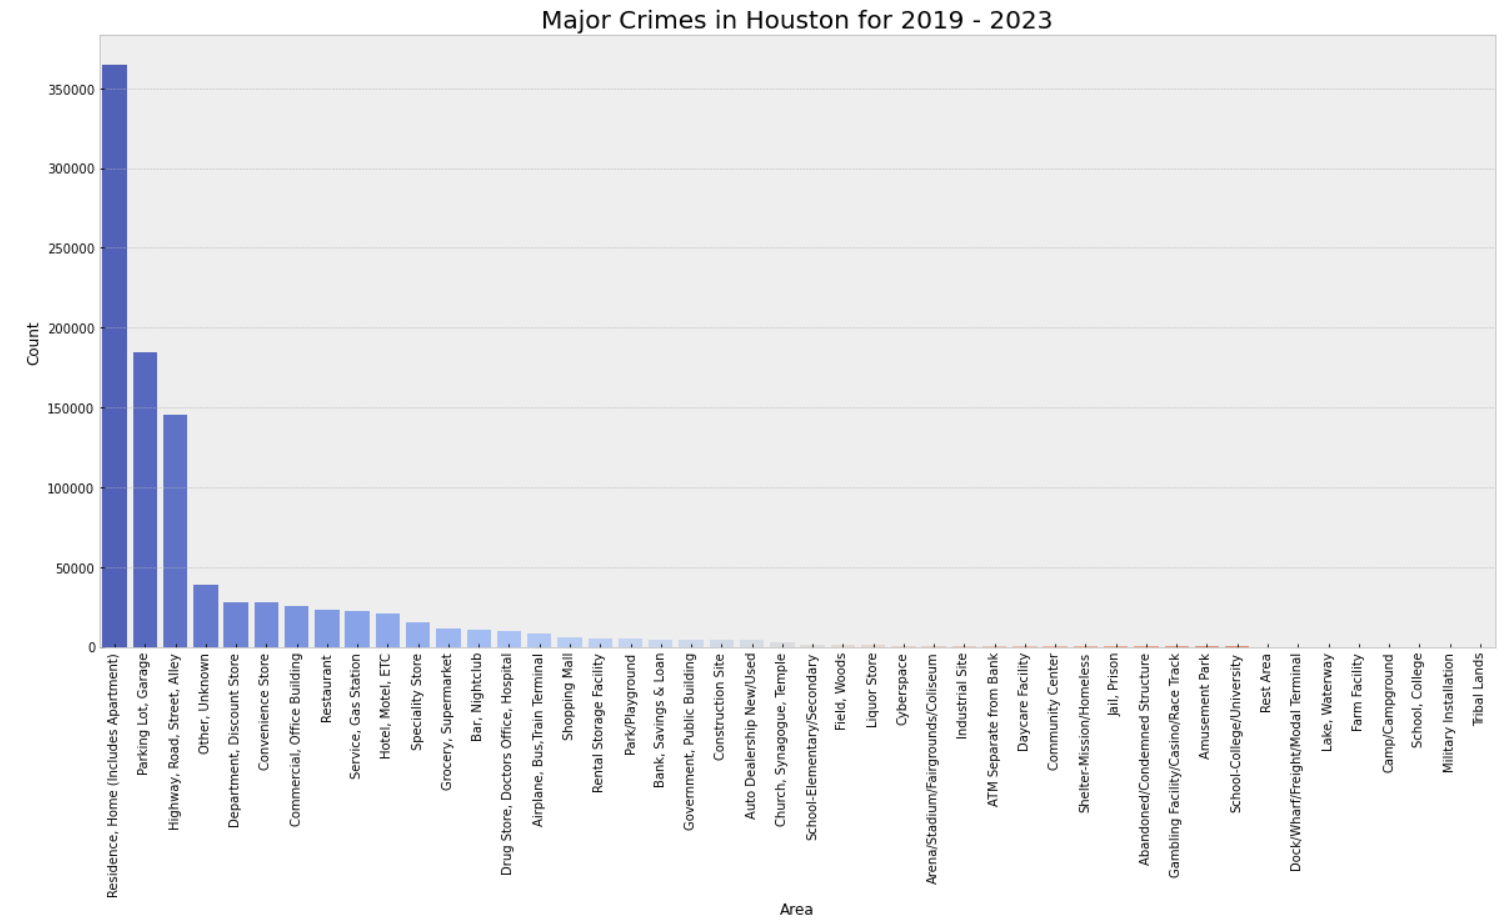 Major Crimes in Houston for 2019 - 2023
Count
350000
300000
250000
200000
150000
100000
50000
0
Residence, Home (Includes Apartment)
Parking Lot, Garage
Highway, Road, Street, Alley
Other, Unknown
Department, Discount Store
Convenience Store
Commercial, Office Building
Restaurant
Service, Gas Station
Hotel, Motel, ETC
Speciality Store
Grocery, Supermarket
Bar, Nightclub
Drug Store, Doctors Office, Hospital
Airplane, Bus,Train Terminal
Shopping Mall
Rental Storage Facility
Park/Playground
Bank, Savings & Loan
Government, Public Building
Construction Site
Auto Dealership New/Used
Church, Synagogue, Temple
School-Elementary/Secondary
Field, Woods
Liquor Store
Cyberspace
Arena/Stadium/Fairgrounds/Coliseum
Industrial Site
ATM Separate from Bank
Daycare Facility
Community Center
Shelter-Mission/Homeless
Jail, Prison
Abandoned/Condemned Structure
Gambling Facility/Casino/Race Track
Amusement Park
School-College/University
Rest Area
Dock/Wharf/Freight/Modal Terminal
Lake, Waterway
Farm Facility
Camp/Campground
School, College
Military Installation
Tribal Lands
Area